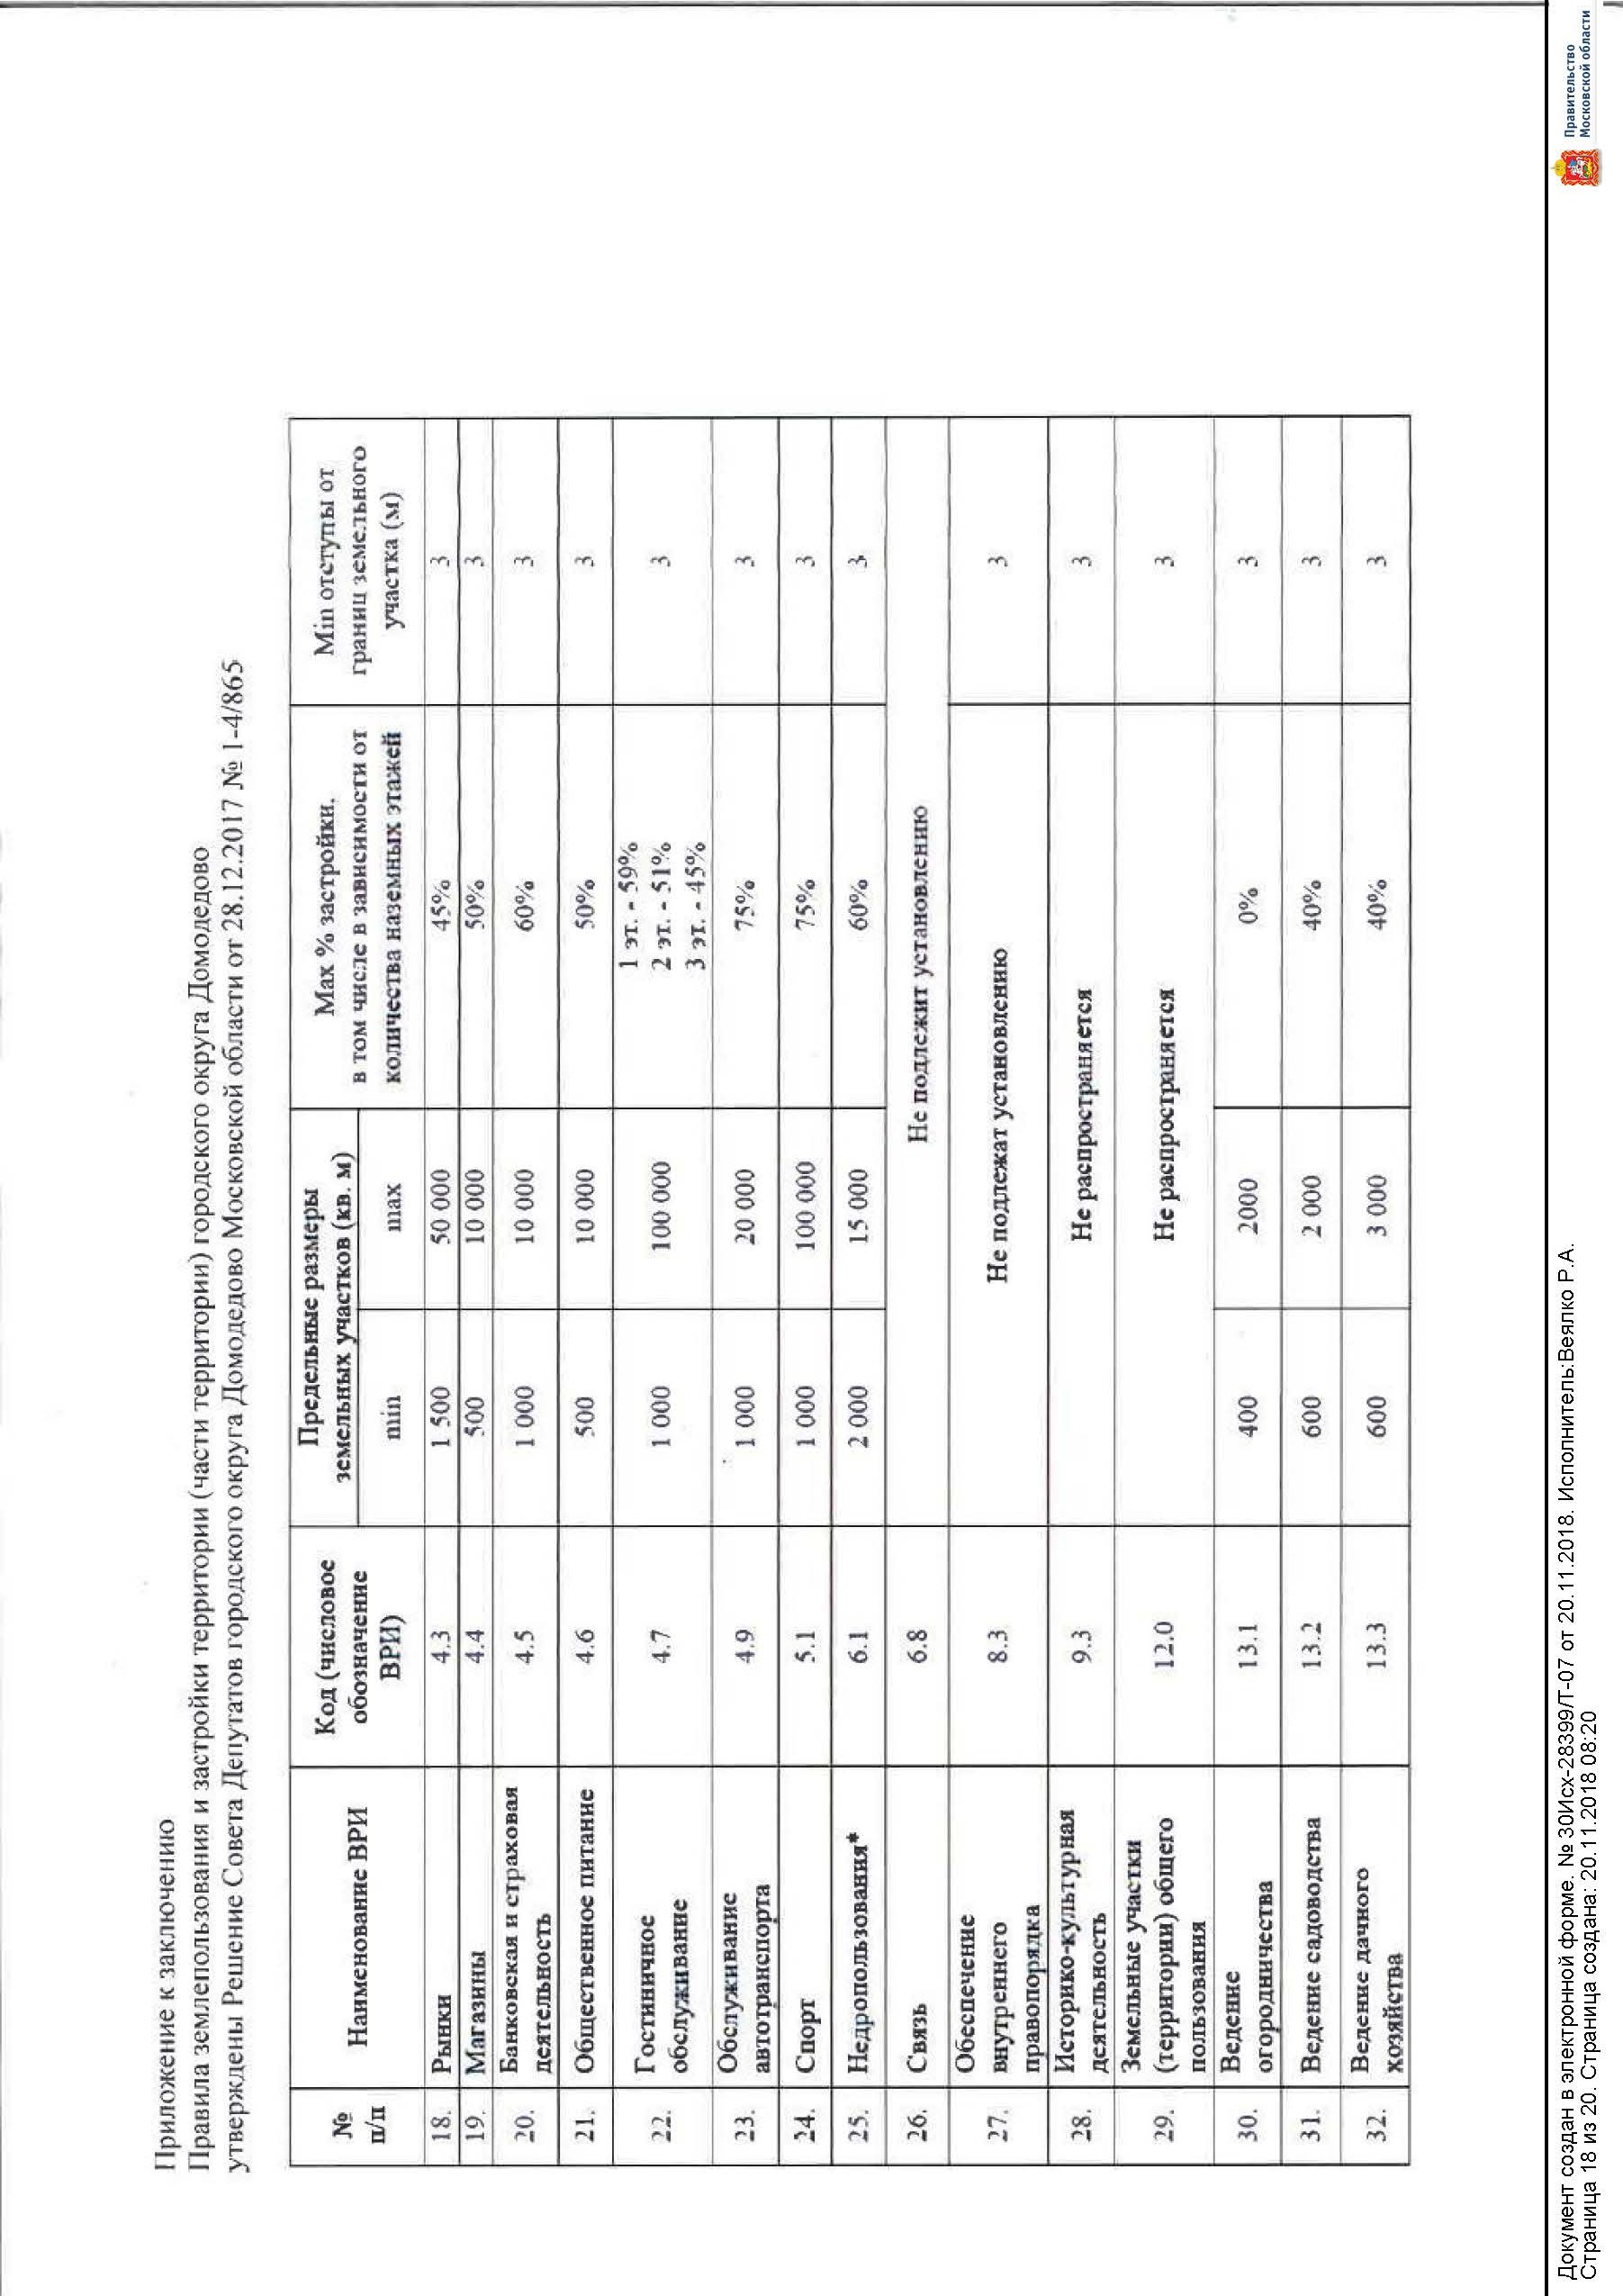 Приложение к заключению
Правила землепользования и застройки территории (части территории) городского округа Домодедово
утверждены Решение Совета Депутатов городского округа Домодедово Московской области от 28.12.2017 № 1-4/865
№ п/п
Наименование ВРИ
Код (числовое обозначение ВРИ)
Предельные размеры земельных участков (кв. м)
min
max
Max % застройки, в том числе в зависимости от количества наземных этажей
Min отступы от границ земельного участка (м)
18. Рынки 4.3 1 500 50 000 45% 3
19. Магазины 4.4 500 10 000 50% 3
20. Банковская и страховая деятельность 4.5 1 000 10 000 60% 3
21. Общественное питание 4.6 500 10 000 50% 3
22. Гостиничное обслуживание 4.7 1 000 100 000 1 эт. - 59% 2 эт. - 51% 3 эт. - 45% 3
23. Обслуживание автотранспорта 4.9 1 000 20 000 75% 3
24. Спорт 5.1 1 000 100 000 75% 3
25. Недропользования* 6.1 2 000 15 000 60% 3
26. Связь 6.8 Не подлежит установлению
27. Обеспечение внутреннего правопорядка 8.3 Не подлежат установлению 3
28. Историко-культурная деятельность 9.3 Не распространяется 3
29. Земельные участки (территории) общего пользования 12.0 Не распространяется 3
30. Ведение огородничества 13.1 400 2000 0% 3
31. Ведение садоводства 13.2 600 2 000 40% 3
32. Ведение дачного хозяйства 13.3 600 3 000 40% 3
Документ создан в электронной форме. № 30Исх-28399/Т-07 от 20.11.2018. Исполнитель:Веялко Р.А.
Страница 18 из 20. Страница создана: 20.11.2018 08:20
Правительство
Московской области